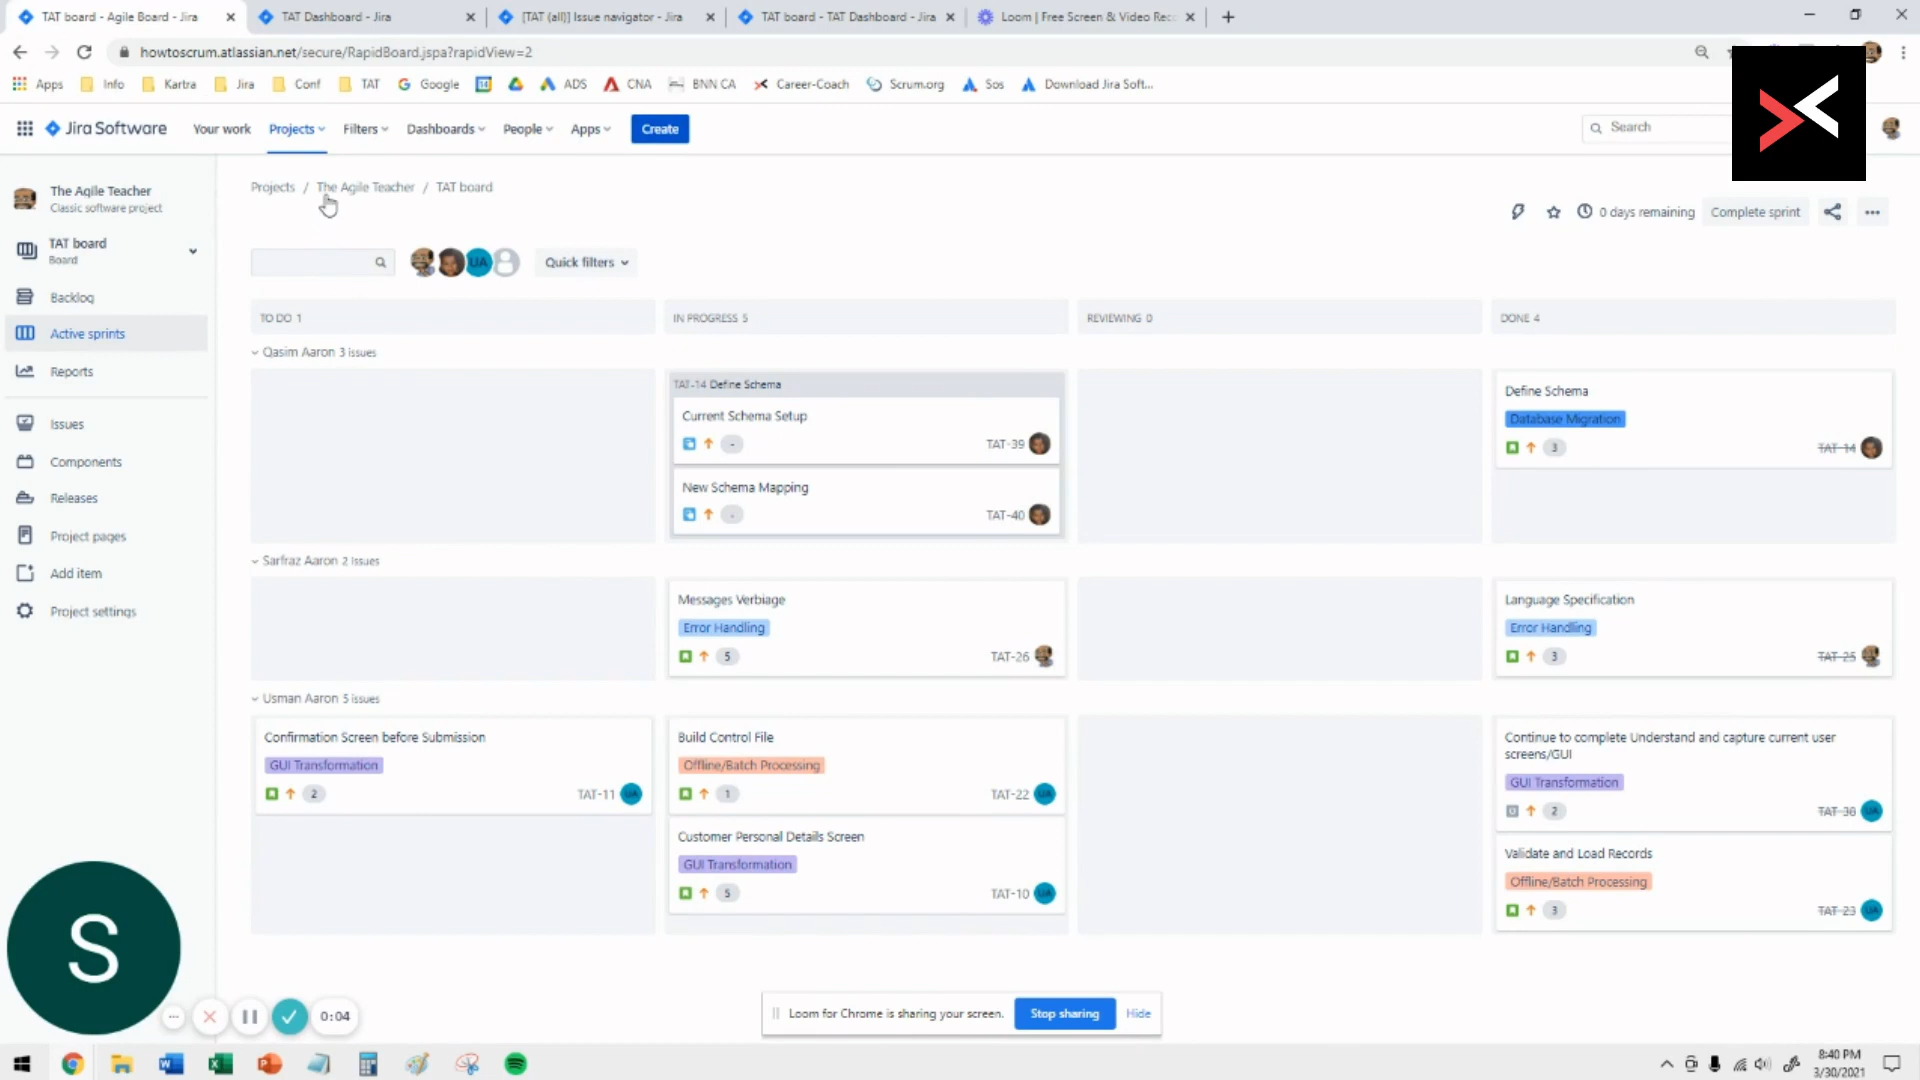 TAT board - Agile Board - Jira
TAT Dashboard - Jira
[TAT (all)] Issue navigator - Jira
TAT board - TAT Dashboard - Jira
Loom | Free Screen & Video Rec
howtoscrum.atlassian.net/secure/RapidBoard.jspa?rapidView=2
Apps
Info
Kartra
Jira
Conf
TAT
Google
ADS
CNA
BNN CA
Career-Coach
Scrum.org
Sos
Download Jira Soft...
Jira Software
Your work
Projects
Filters
Dashboards
People
Apps
Create
Search
The Agile Teacher
Classic software project
TAT board
Board
Backlog
Active sprints
Reports
Issues
Components
Releases
Project pages
Add item
Project settings
Projects / The Agile Teacher / TAT board
0 days remaining
Complete sprint
UA
Quick filters
TO DO 1
IN PROGRESS 5
REVIEWING 0
DONE 4
Qasim Aaron 3 issues
TAT-14 Define Schema
Current Schema Setup
- TAT-39
New Schema Mapping
- TAT-40
Define Schema
Database Migration
3 TAT-14
Sarfraz Aaron 2 issues
Messages Verbiage
Error Handling
5 TAT-26
Language Specification
Error Handling
3 TAT-25
Usman Aaron 5 issues
Confirmation Screen before Submission
GUI Transformation
2 TAT-11 UA
Build Control File
Offline/Batch Processing
1 TAT-22 UA
Customer Personal Details Screen
GUI Transformation
5 TAT-10 UA
Continue to complete Understand and capture current user
screens/GUI
GUI Transformation
2 TAT-38 UA
Validate and Load Records
Offline/Batch Processing
3 TAT-23 UA
S
0:04
Loom for Chrome is sharing your screen.
Stop sharing
Hide
8:40 PM
3/30/2021